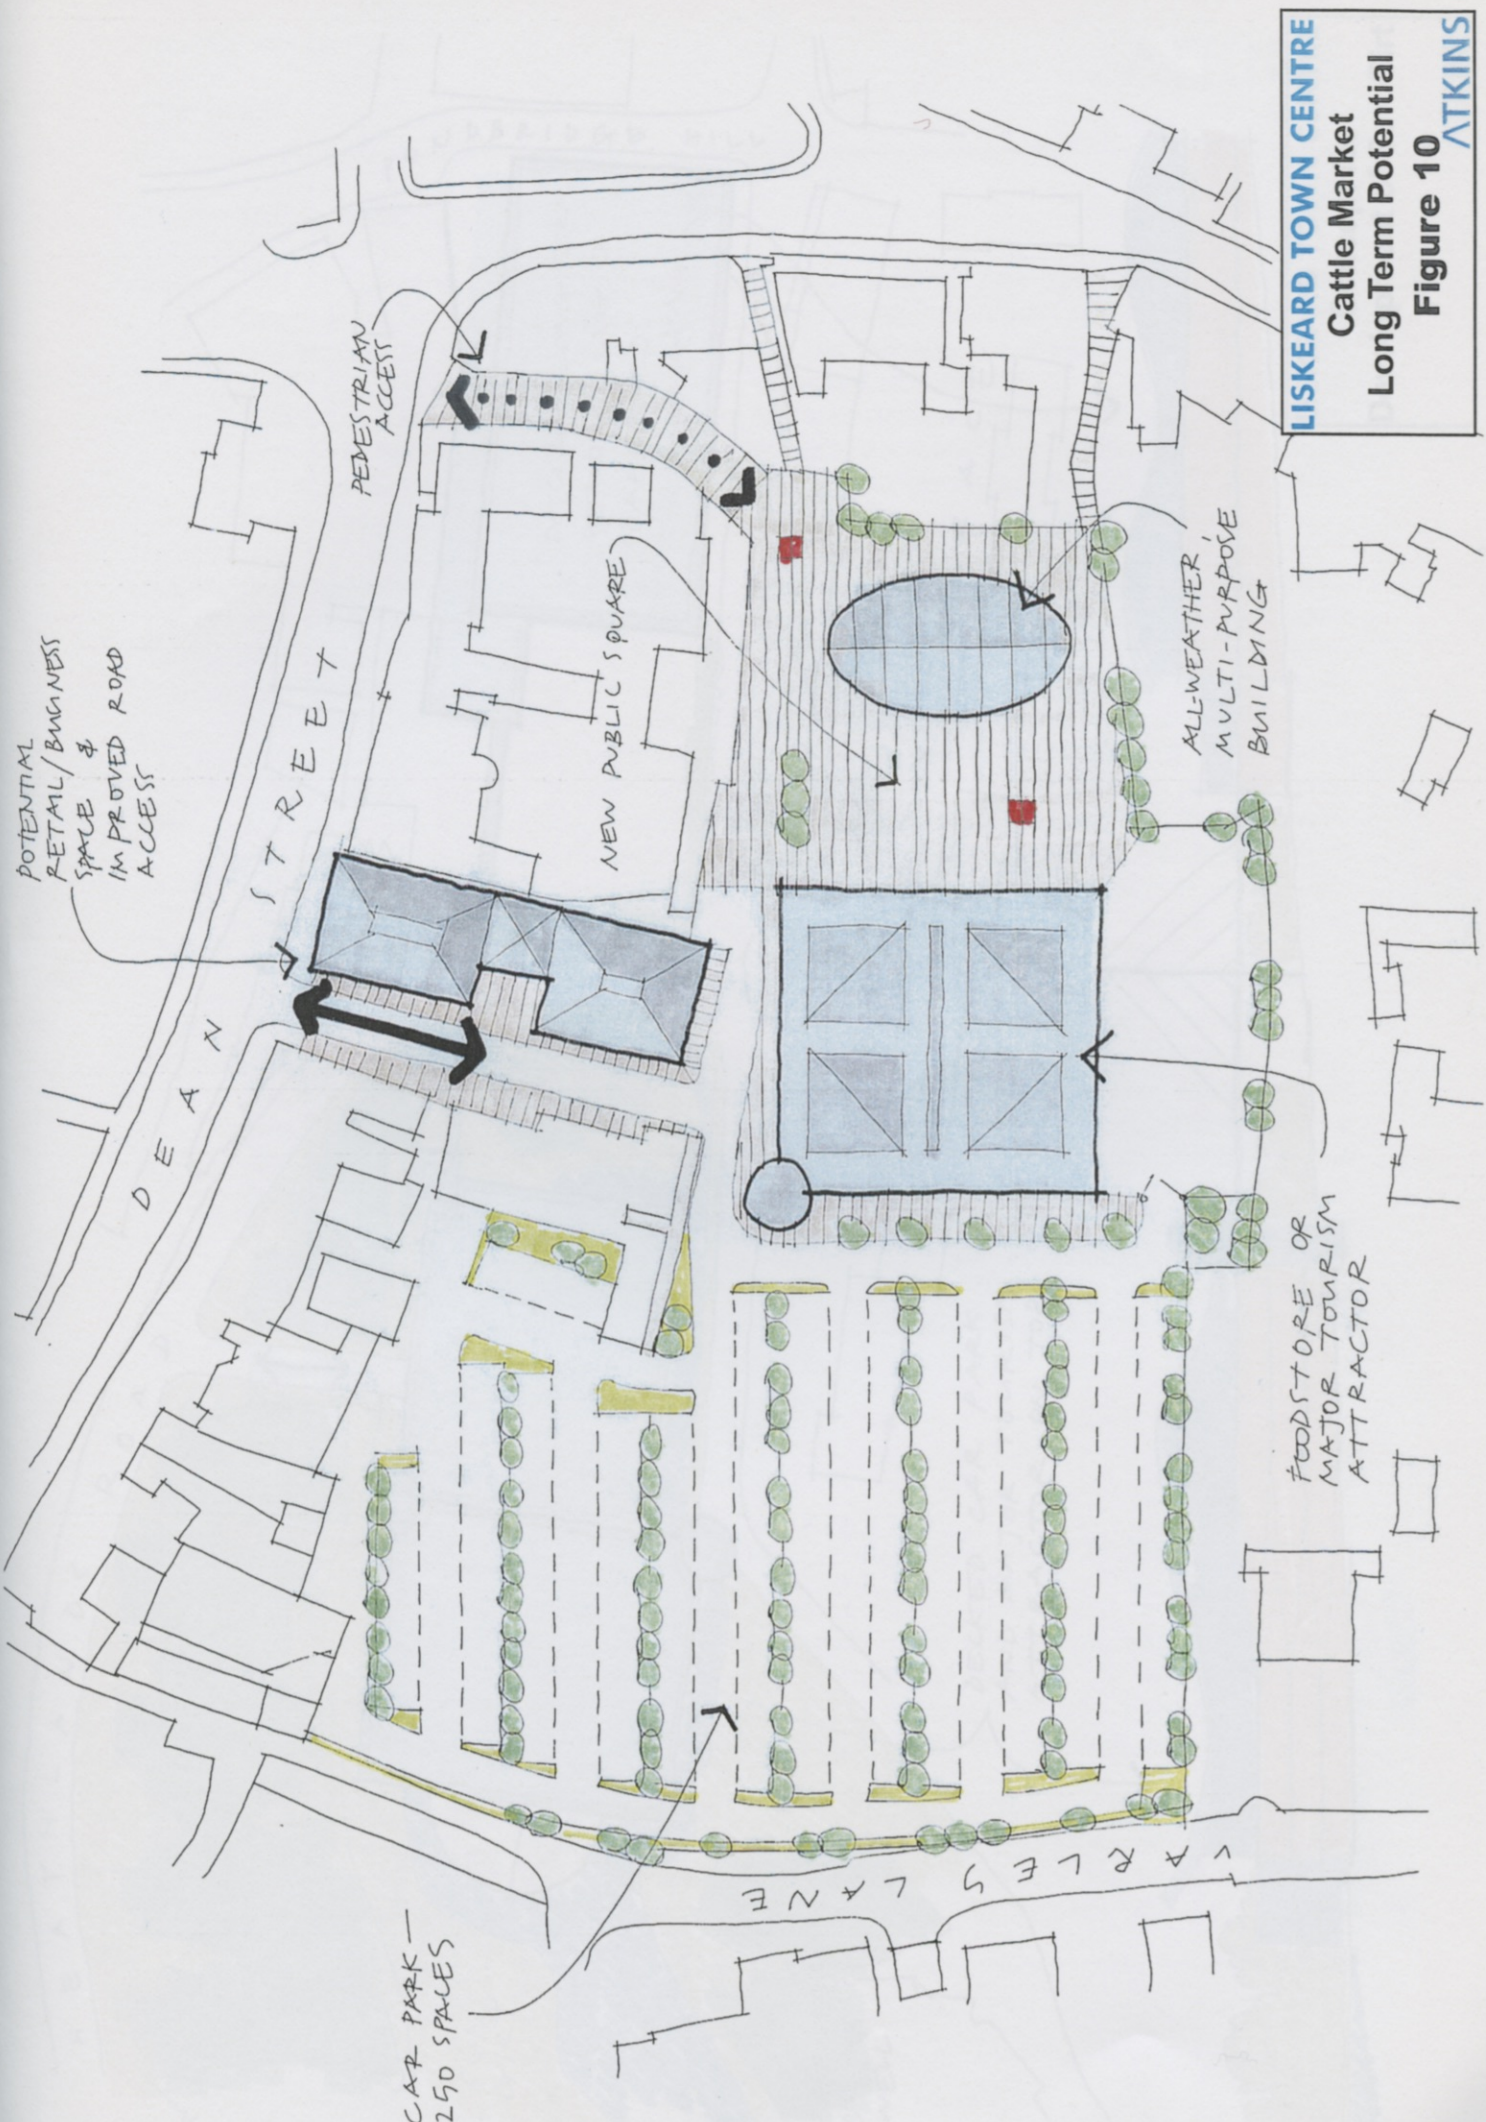 LISKEARD TOWN CENTRE
Cattle Market
Long Term Potential
Figure 10
ATKINS
POTENTIAL
RETAIL/BUSINESS
SPACE &
IMPROVED ROAD
ACCESS
PEDESTRIAN
ACCESS
DEAN STREET
NEW PUBLIC SQUARE
ALL-WEATHER,
MULTI-PURPOSE
BUILDING
FOODSTORE OR
MAJOR TOURISM
ATTRACTOR
CAR PARK –
250 SPACES
VARLEY LANE